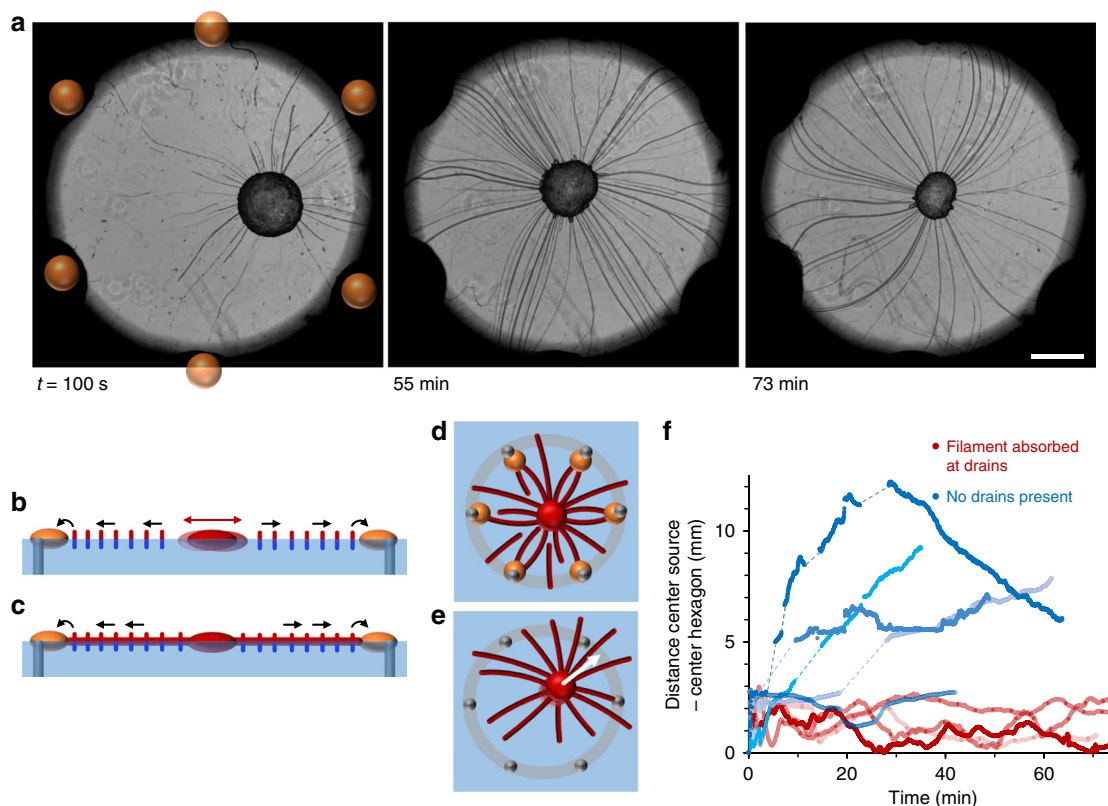 a
t = 100 s
55 min
73 min
b
c
d
e
f
Filament absorbed
at drains
No drains present
Distance center source
– center hexagon (mm)
10
5
0
0
20
40
60
Time (min)